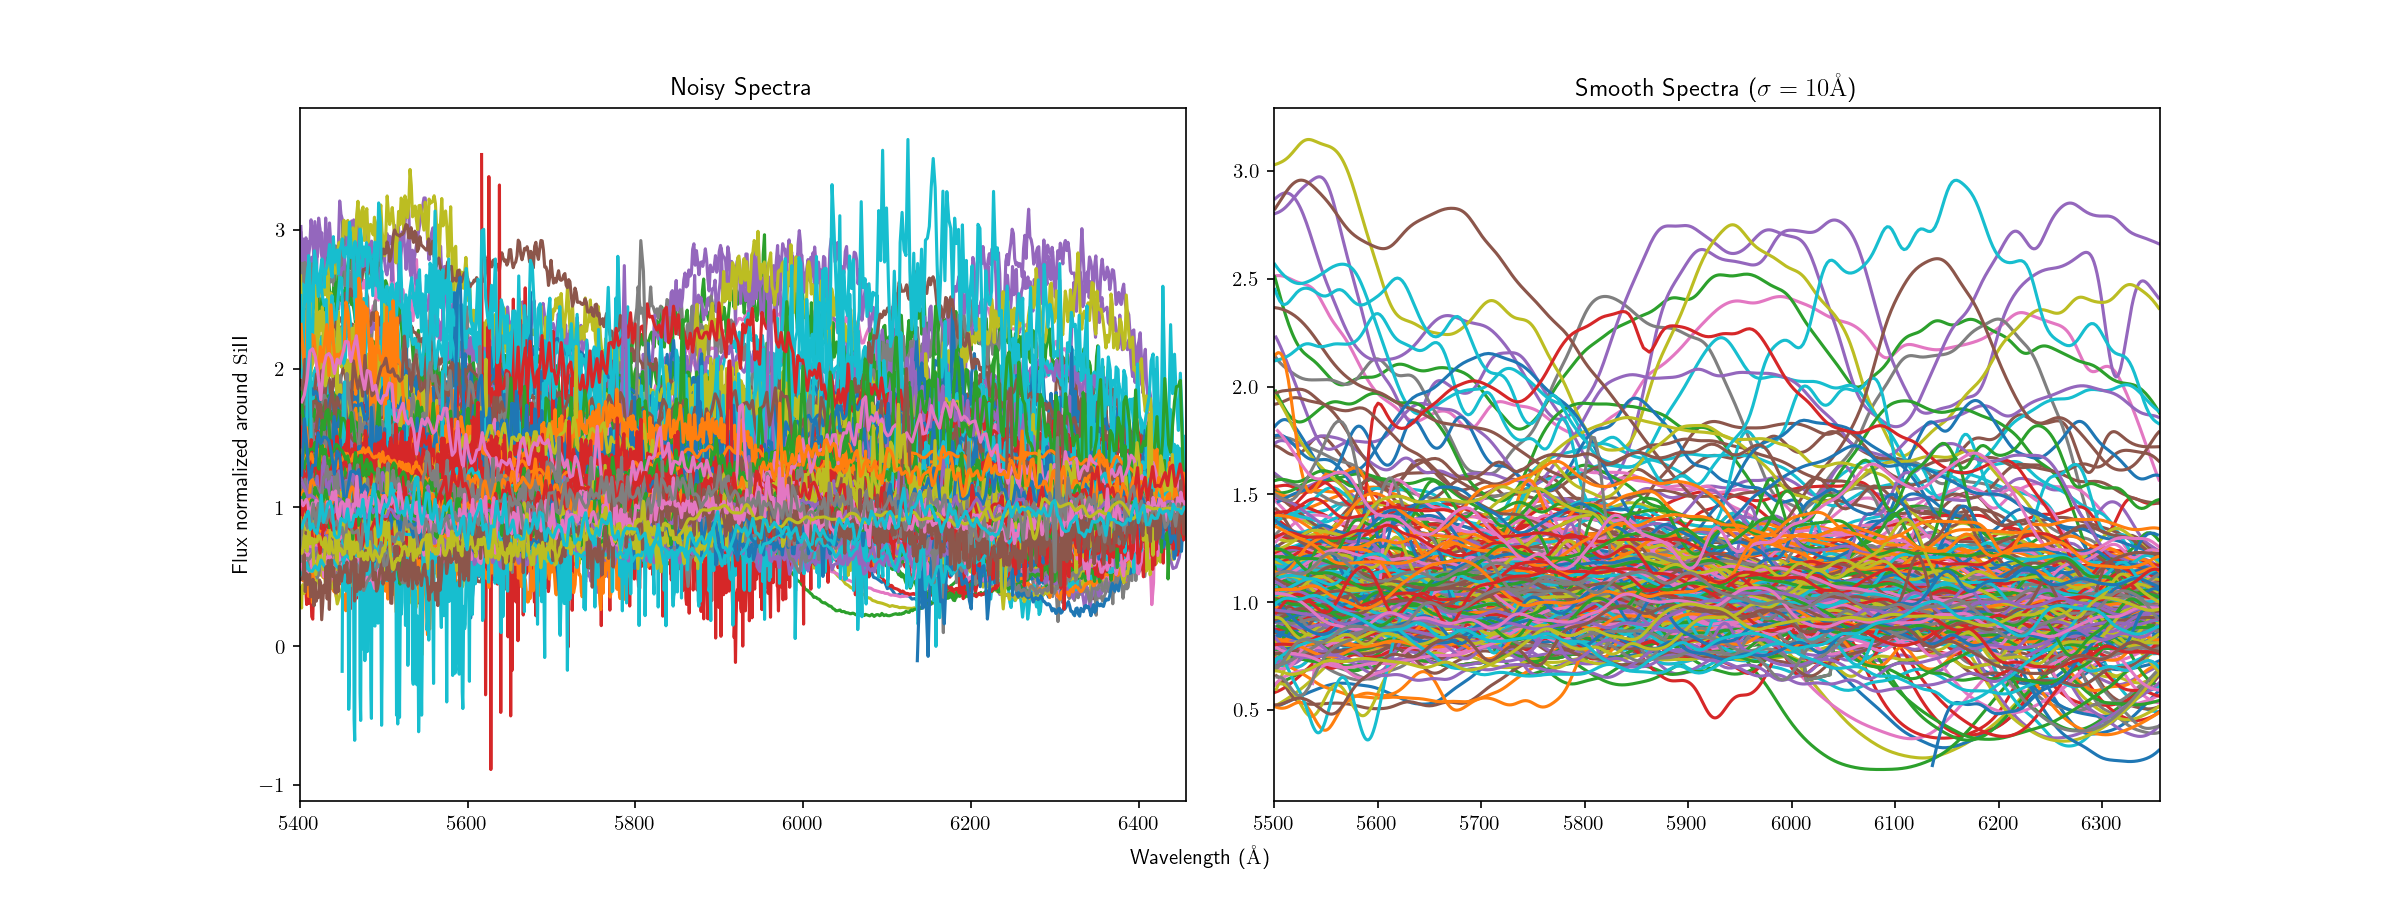 Noisy Spectra
Smooth Spectra (σ = 10Å)
Flux normalized around SiII
3
2
1
0
−1
5400 5600 5800 6000 6200 6400
3.0
2.5
2.0
1.5
1.0
0.5
5500 5600 5700 5800 5900 6000 6100 6200 6300
Wavelength (Å)